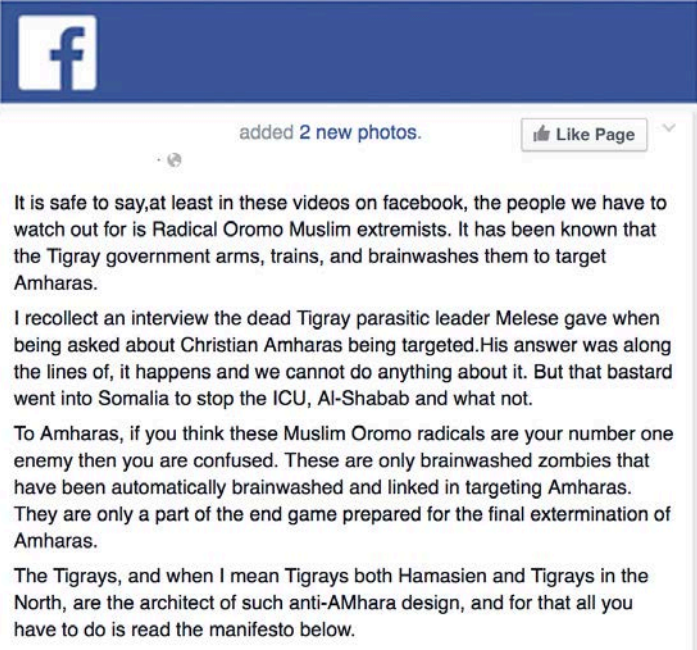 f
added 2 new photos.
Like Page
It is safe to say,at least in these videos on facebook, the people we have to
watch out for is Radical Oromo Muslim extremists. It has been known that
the Tigray government arms, trains, and brainwashes them to target
Amharas.
I recollect an interview the dead Tigray parasitic leader Melese gave when
being asked about Christian Amharas being targeted.His answer was along
the lines of, it happens and we cannot do anything about it. But that bastard
went into Somalia to stop the ICU, Al-Shabab and what not.
To Amharas, if you think these Muslim Oromo radicals are your number one
enemy then you are confused. These are only brainwashed zombies that
have been automatically brainwashed and linked in targeting Amharas.
They are only a part of the end game prepared for the final extermination of
Amharas.
The Tigrays, and when I mean Tigrays both Hamasien and Tigrays in the
North, are the architect of such anti-AMhara design, and for that all you
have to do is read the manifesto below.